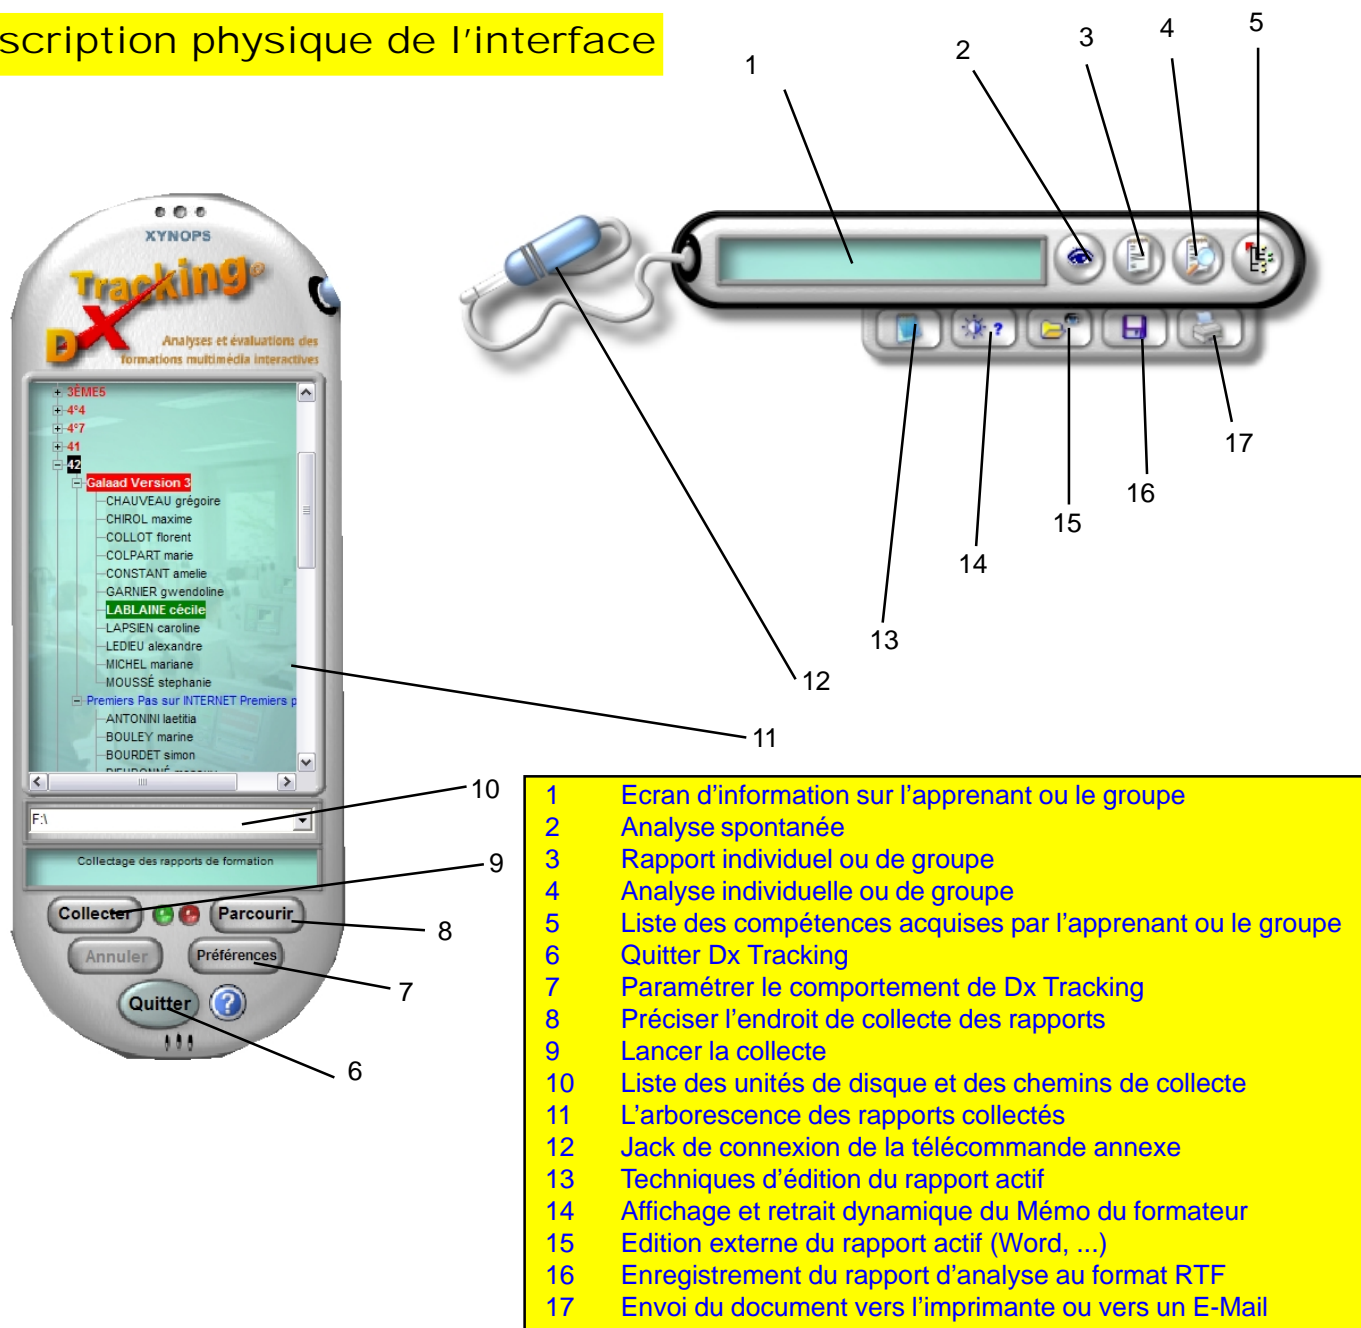 scription physique de l'interface
1
2
3
4
5
XYNOPS
Tracking©
DX
Analyses et évaluations des
formations multimédia interactives
3ÈME5
4°4
4°7
41
42
Galaad Version 3
CHAUVEAU grégoire
CHIROL maxime
COLLOT florent
COLPART marie
CONSTANT amelie
GARNIER gwendoline
LABLAINE cécile
LAPSIEN caroline
LEDIEU alexandre
MICHEL mariane
MOUSSÉ stephanie
Premiers Pas sur INTERNET Premiers p
ANTONINI laetitia
BOULEY marine
BOURDET simon
F:\
Collectage des rapports de formation
Collecter
Parcourir
Annuler
Préférences
Quitter
?
?
17
16
15
14
13
12
11
10
9
8
7
6
1 Ecran d'information sur l'apprenant ou le groupe
2 Analyse spontanée
3 Rapport individuel ou de groupe
4 Analyse individuelle ou de groupe
5 Liste des compétences acquises par l'apprenant ou le groupe
6 Quitter Dx Tracking
7 Paramétrer le comportement de Dx Tracking
8 Préciser l'endroit de collecte des rapports
9 Lancer la collecte
10 Liste des unités de disque et des chemins de collecte
11 L'arborescence des rapports collectés
12 Jack de connexion de la télécommande annexe
13 Techniques d'édition du rapport actif
14 Affichage et retrait dynamique du Mémo du formateur
15 Edition externe du rapport actif (Word, ...)
16 Enregistrement du rapport d'analyse au format RTF
17 Envoi du document vers l'imprimante ou vers un E-Mail